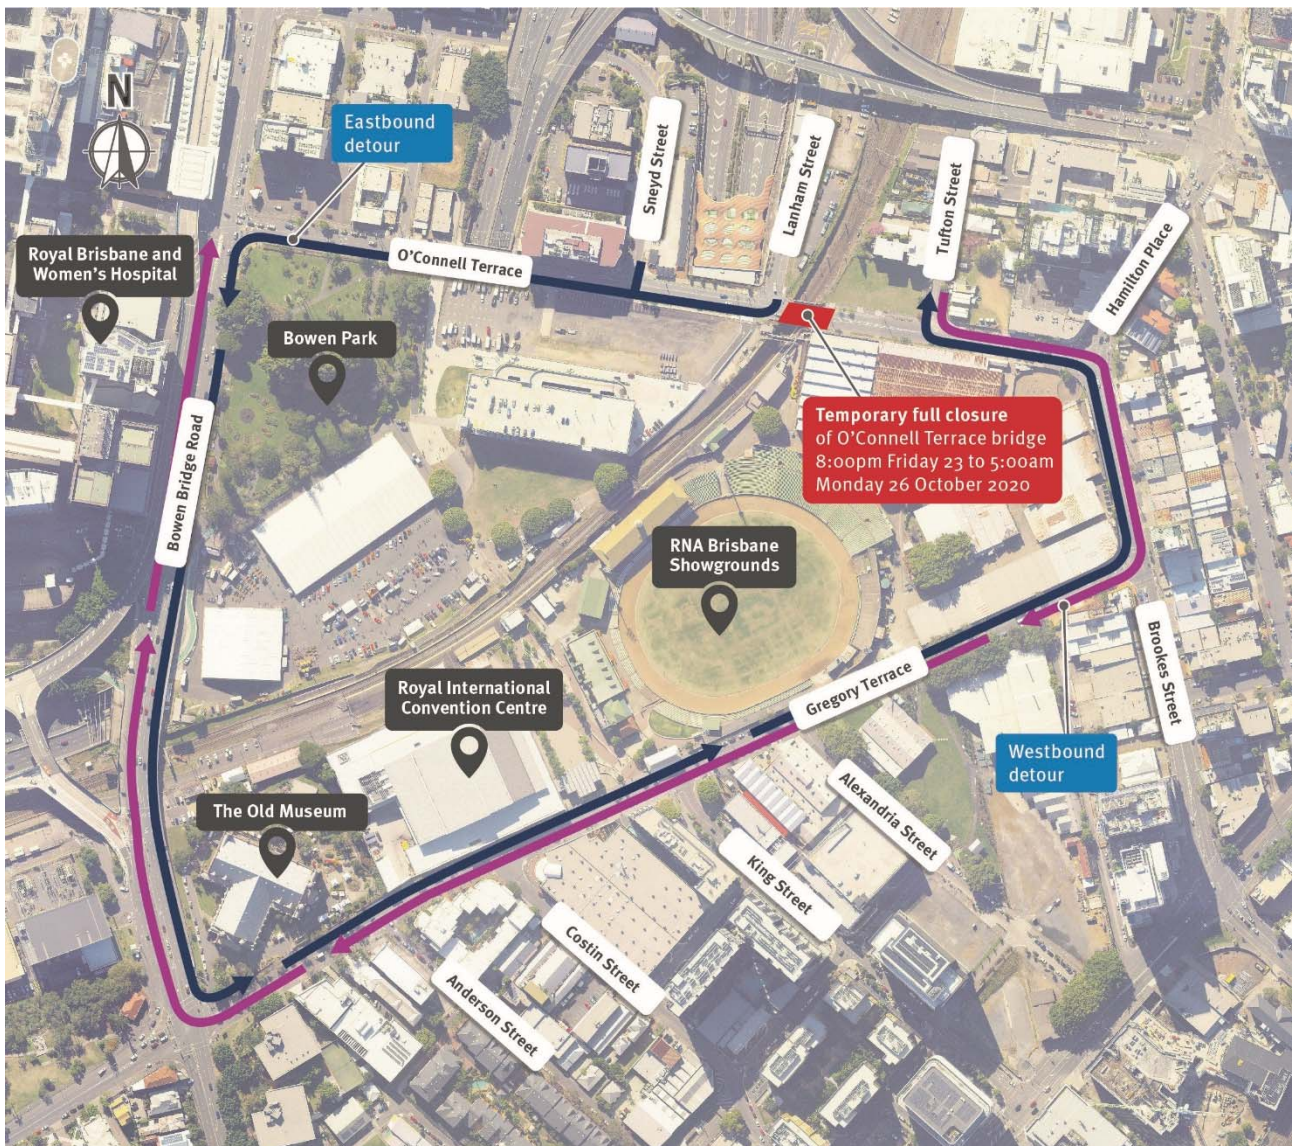 N
Eastbound
detour
Sneyd Street
Lanham Street
Tufton Street
Hamilton Place
Royal Brisbane and
Women's Hospital
O'Connell Terrace
Bowen Park
Temporary full closure
of O'Connell Terrace bridge
8:00pm Friday 23 to 5:00am
Monday 26 October 2020
Bowen Bridge Road
RNA Brisbane
Showgrounds
Brookes Street
Royal International
Convention Centre
Gregory Terrace
Westbound
detour
The Old Museum
Alexandria Street
King Street
Costin Street
Anderson Street